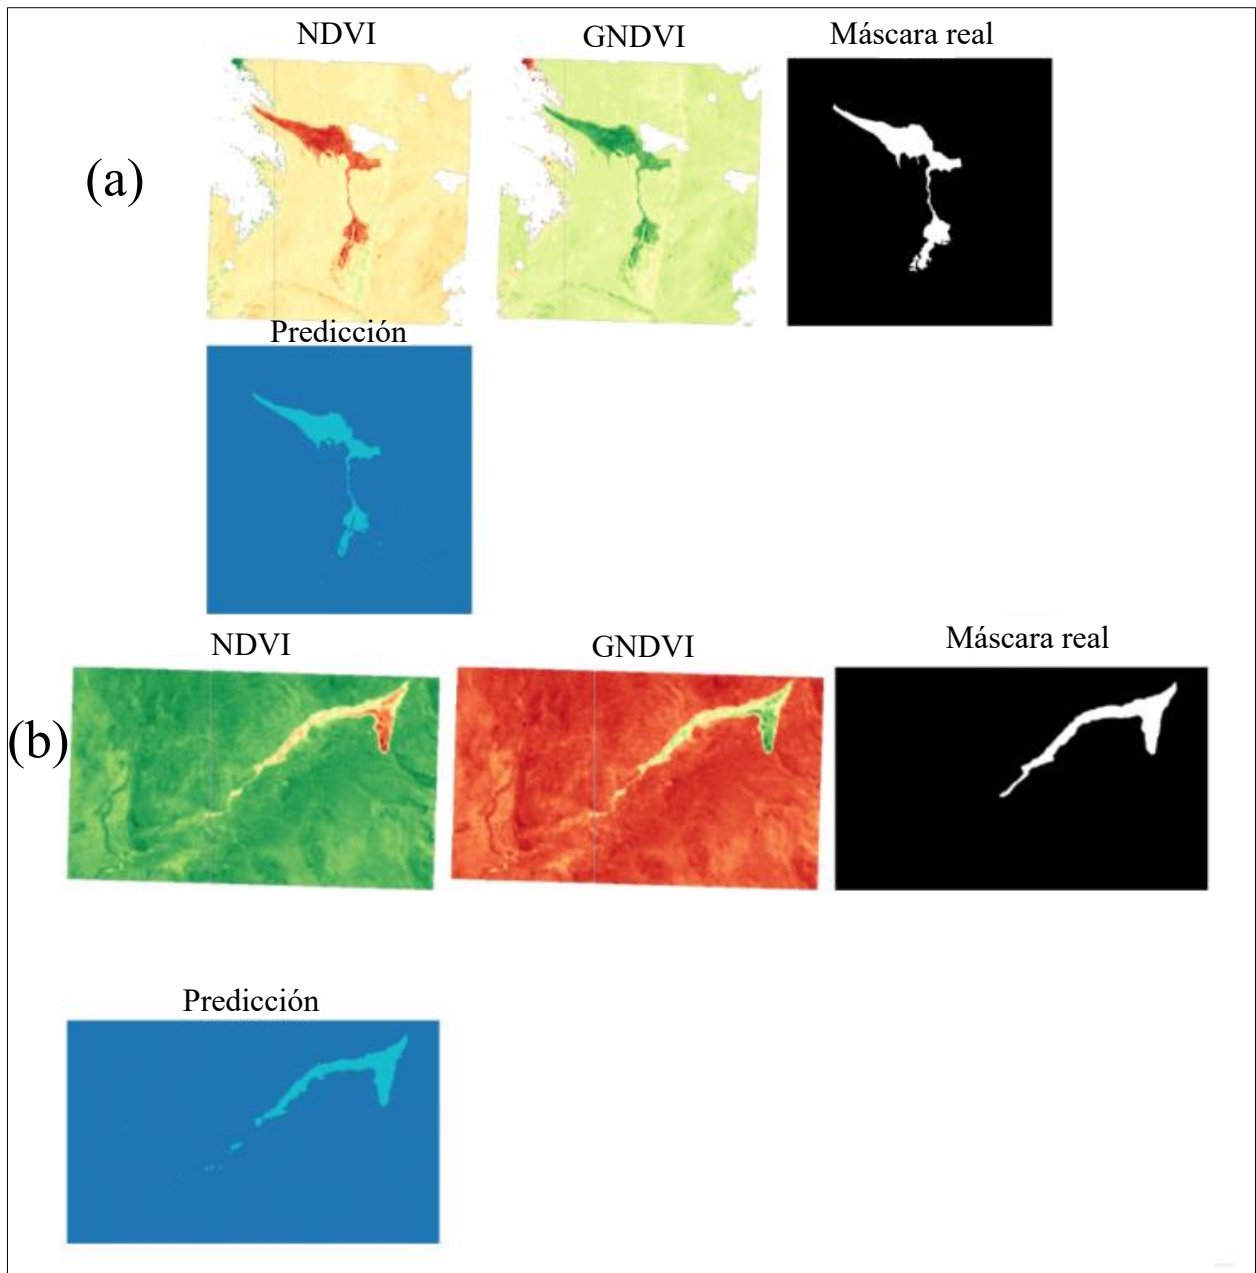 NDVI
GNDVI
Máscara real
(a)
Predicción
NDVI
GNDVI
Máscara real
(b)
Predicción